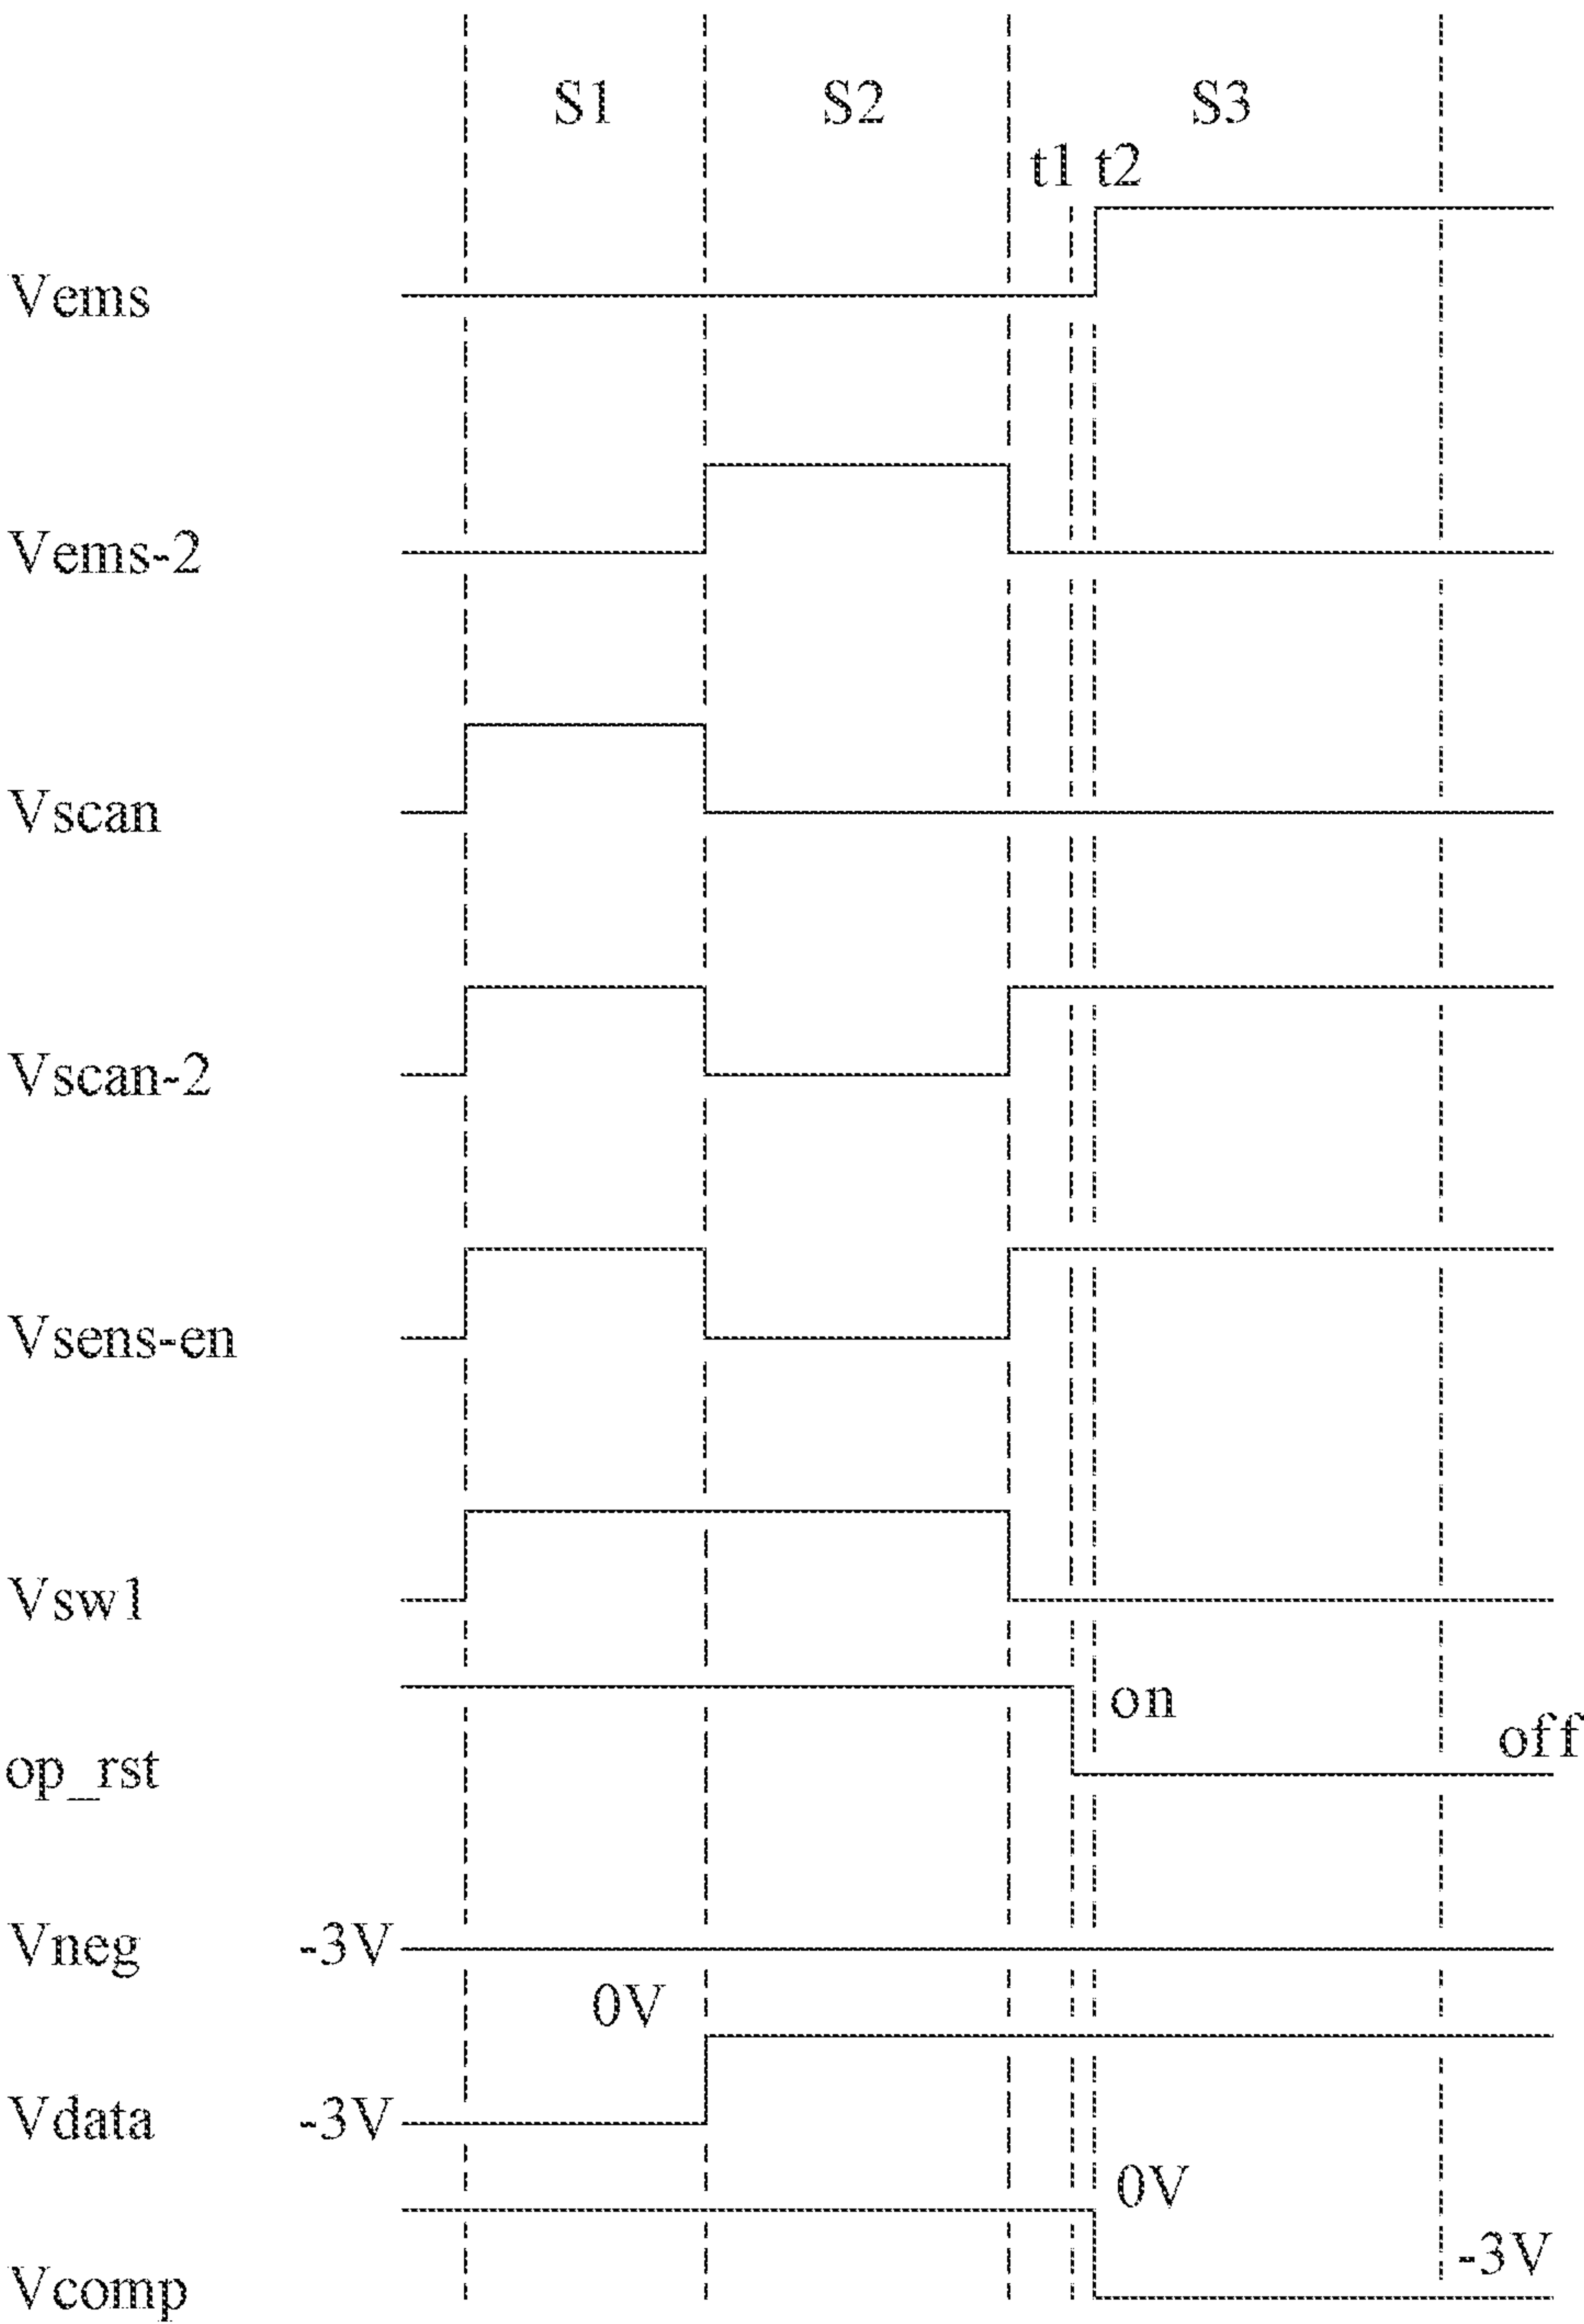 S1 S2 S3
t1 t2
Vems
Vems-2
Vscan
Vscan-2
Vsens-en
Vsw1
on
off
op_rst
Vneg -3V
0V
Vdata -3V
0V
-3V
Vcomp